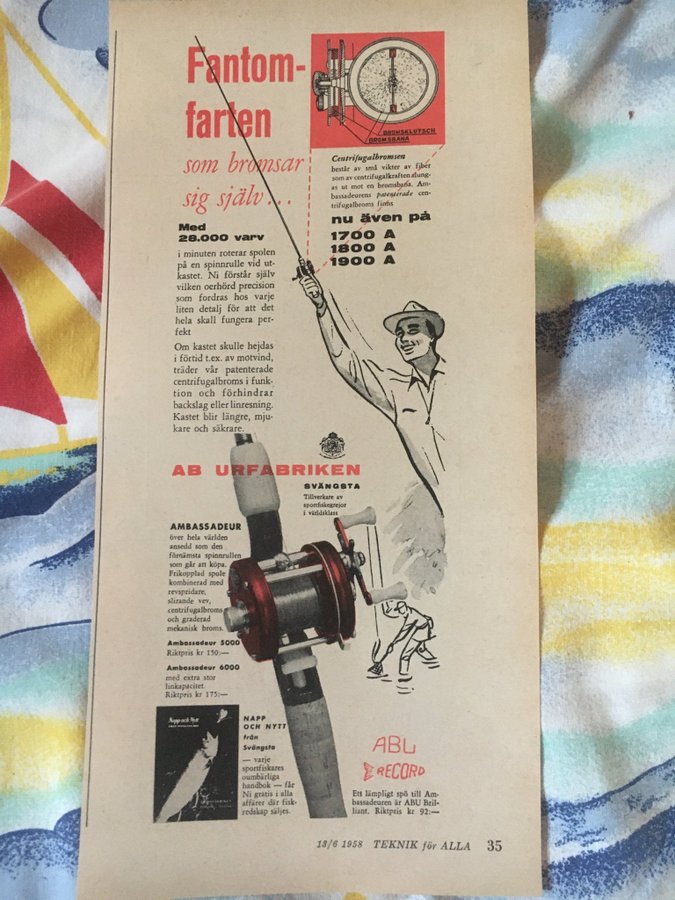 Fantom-
farten
som bromsar
sig själv...
BROMSKLOTSCH
BROMSBANA
Centrifugalbromsen
består av små vikter av fiber
som av centrifugalkraften slung-
as ut mot en bromsbana. Am-
bassadeurens patenterade cen-
trifugalbroms finns
nu även på
1700 A
1800 A
1900 A
Med
28.000 varv
i minuten roterar spolen
på en spinnrulle vid ut-
kastet. Ni förstår själv
vilken oerhörd precision
som fordras hos varje
liten detalj för att det
hela skall fungera per-
fekt
Om kastet skulle hejdas
i förtid t.ex. av motvind,
träder vår patenterade
centrifugalbroms i funk-
tion och förhindrar
backslag eller linresning.
Kastet blir längre, mju-
kare och säkrare.
AB URFABRIKEN
SVÄNGSTA
Tillverkare av
sportfiskegrejor
i världsklass
AMBASSADEUR
över hela världen
ansedd som den
förnämsta spinnrullen
som går att köpa.
Frikopplad spole
kombinerad med
revspridare,
slirande vev,
centrifugalbroms
och graderad
mekanisk broms.
Ambassadeur 5000
Riktpris kr 150:—
Ambassadeur 6000
med extra stor
linkapacitet.
Riktpris kr 175:—
Napp och Nytt
NAPP
OCH NYTT
från
Svängsta
— varje
sportfiskares
oumbärliga
handbok — får
Ni gratis i alla
affärer där fisk-
redskap säljes.
ABU
RECORD
Ett lämpligt spö till Am-
bassadeuren är ABU Bril-
liant. Riktpris kr 92:—
13/6 1958 TEKNIK för ALLA 35